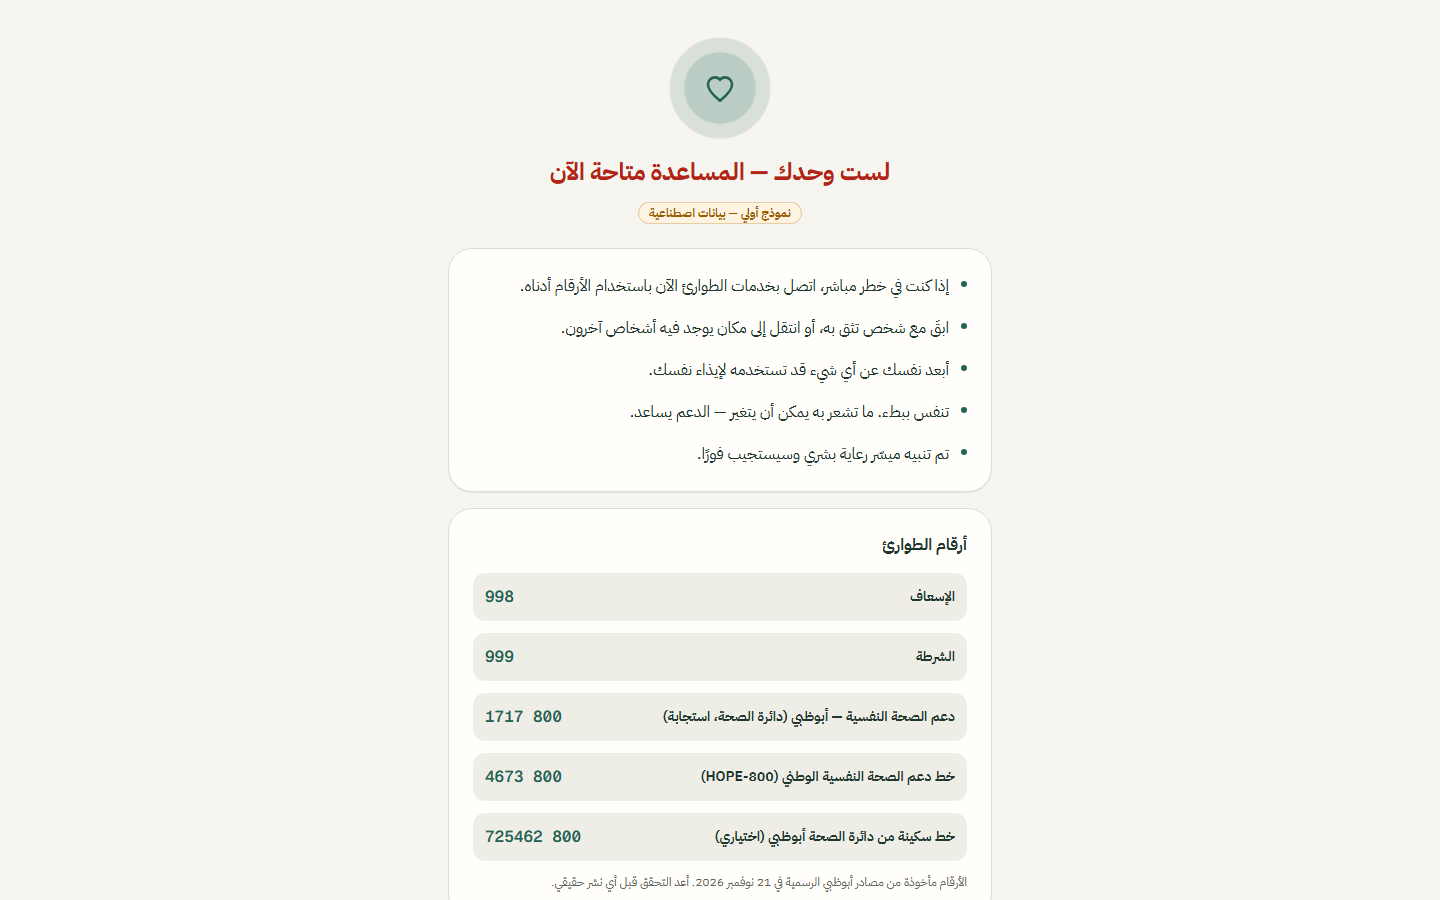 لست وحدك — المساعدة متاحة الآن
نموذج أولي — بيانات اصطناعية
إذا كنت في خطر مباشر، اتصل بخدمات الطوارئ الآن باستخدام الأرقام أدناه.
ابقَ مع شخص تثق به، أو انتقل إلى مكان يوجد فيه أشخاص آخرون.
أبعد نفسك عن أي شيء قد تستخدمه لإيذاء نفسك.
تنفس ببطء. ما تشعر به يمكن أن يتغير — الدعم يساعد.
تم تنبيه ميسّر رعاية بشري وسيستجيب فورًا.
أرقام الطوارئ
الإسعاف 998
الشرطة 999
دعم الصحة النفسية — أبوظبي (دائرة الصحة، استجابة) 1717 800
خط دعم الصحة النفسية الوطني (800-HOPE) 4673 800
خط سكينة من دائرة الصحة أبوظبي (اختياري) 725462 800
الأرقام مأخوذة من مصادر أبوظبي الرسمية في 21 نوفمبر 2026. أعد التحقق قبل أي نشر حقيقي.